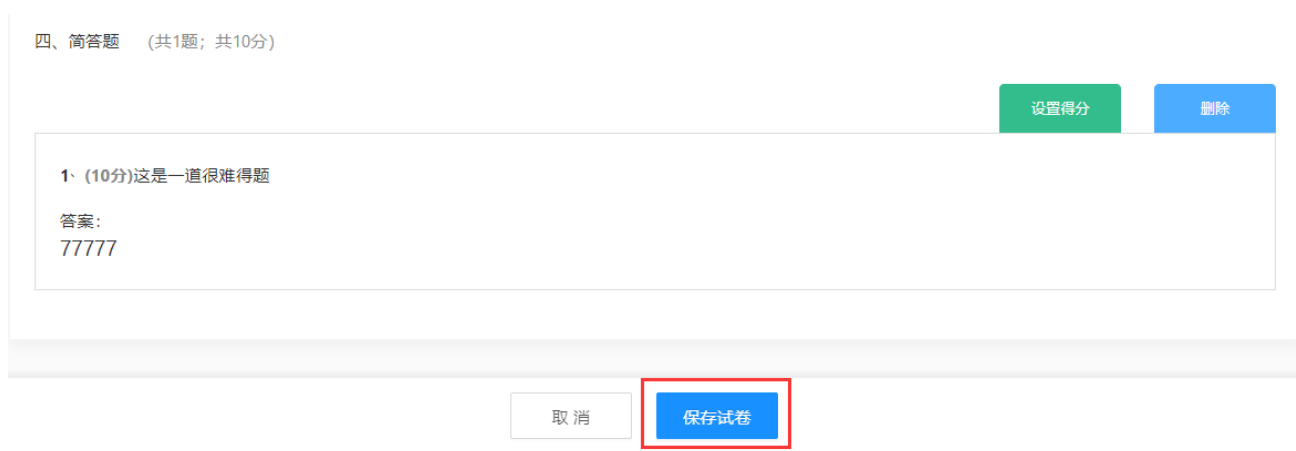 四、简答题 (共1题；共10分)
设置得分 删除
1、(10分)这是一道很难得题
答案：
77777
取 消 保存试卷